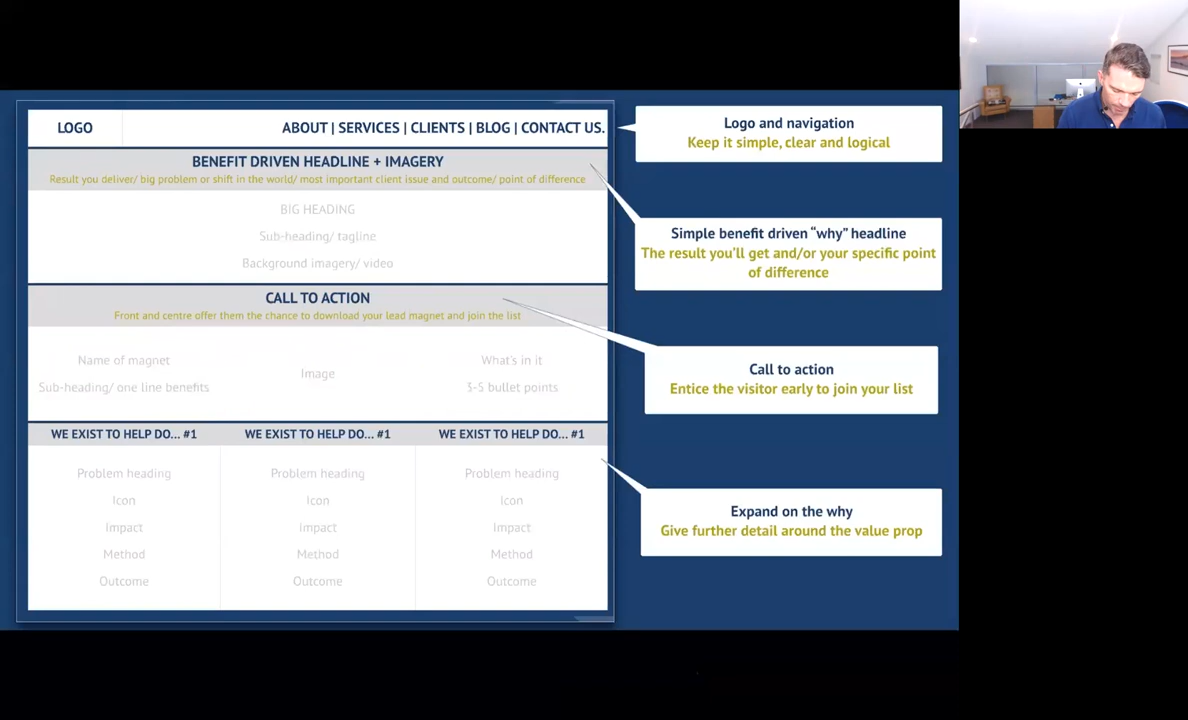 LOGO
ABOUT | SERVICES | CLIENTS | BLOG | CONTACT US.
BENEFIT DRIVEN HEADLINE + IMAGERY
Result you deliver/ big problem or shift in the world/ most important client issue and outcome/ point of difference
BIG HEADING
Sub-heading/ tagline
Background imagery/ video
CALL TO ACTION
Front and centre offer them the chance to download your lead magnet and join the list
Name of magnet
Sub-heading/ one line benefits
Image
What's in it
3-5 bullet points
WE EXIST TO HELP DO... #1
Problem heading
Icon
Impact
Method
Outcome
WE EXIST TO HELP DO... #1
Problem heading
Icon
Impact
Method
Outcome
WE EXIST TO HELP DO... #1
Problem heading
Icon
Impact
Method
Outcome
Logo and navigation
Keep it simple, clear and logical
Simple benefit driven “why” headline
The result you’ll get and/or your specific point
of difference
Call to action
Entice the visitor early to join your list
Expand on the why
Give further detail around the value prop